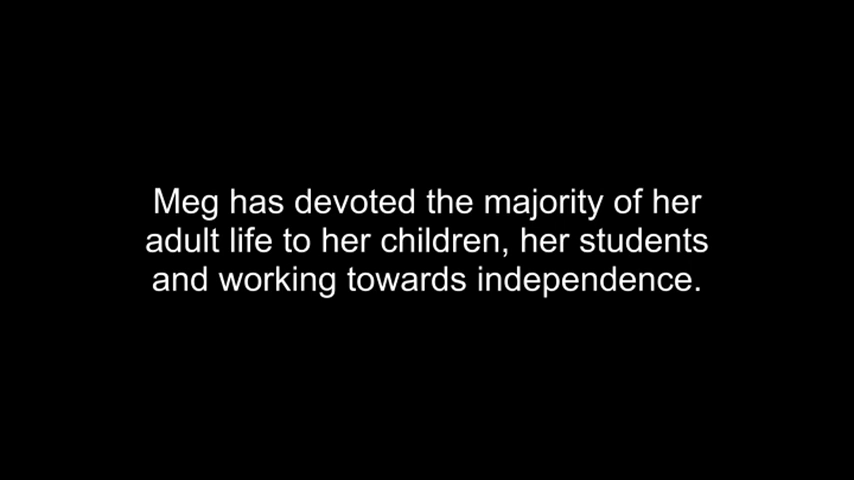 Meg has devoted the majority of her
adult life to her children, her students
and working towards independence.